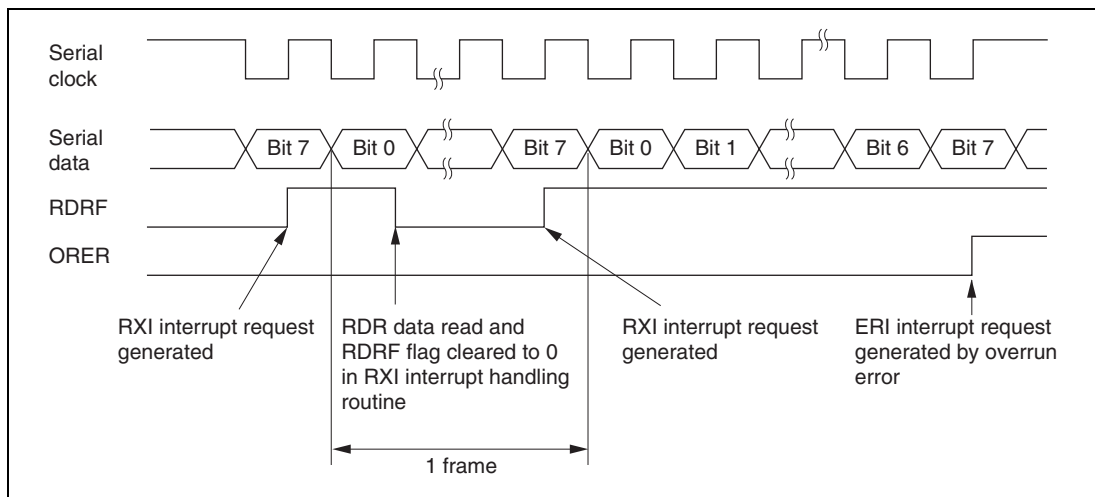 Serial
clock
Serial
data
Bit 7
Bit 0
Bit 7
Bit 0
Bit 1
Bit 6
Bit 7
RDRF
ORER
RXI interrupt request
generated
RDR data read and
RDRF flag cleared to 0
in RXI interrupt handling
routine
RXI interrupt request
generated
ERI interrupt request
generated by overrun
error
1 frame